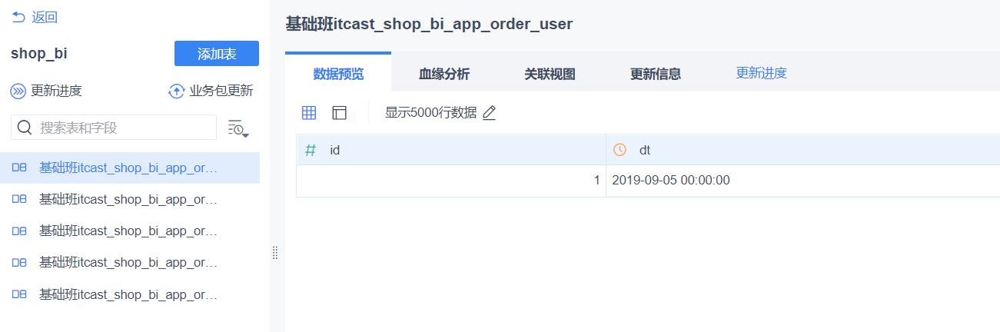 返回
shop_bi
添加表
更新进度
业务包更新
搜索表和字段
基础班itcast_shop_bi_app_or...
基础班itcast_shop_bi_app_or...
基础班itcast_shop_bi_app_or...
基础班itcast_shop_bi_app_or...
基础班itcast_shop_bi_app_or...
基础班itcast_shop_bi_app_order_user
数据预览 血缘分析 关联视图 更新信息 更新进度
显示5000行数据
# id dt
1 2019-09-05 00:00:00